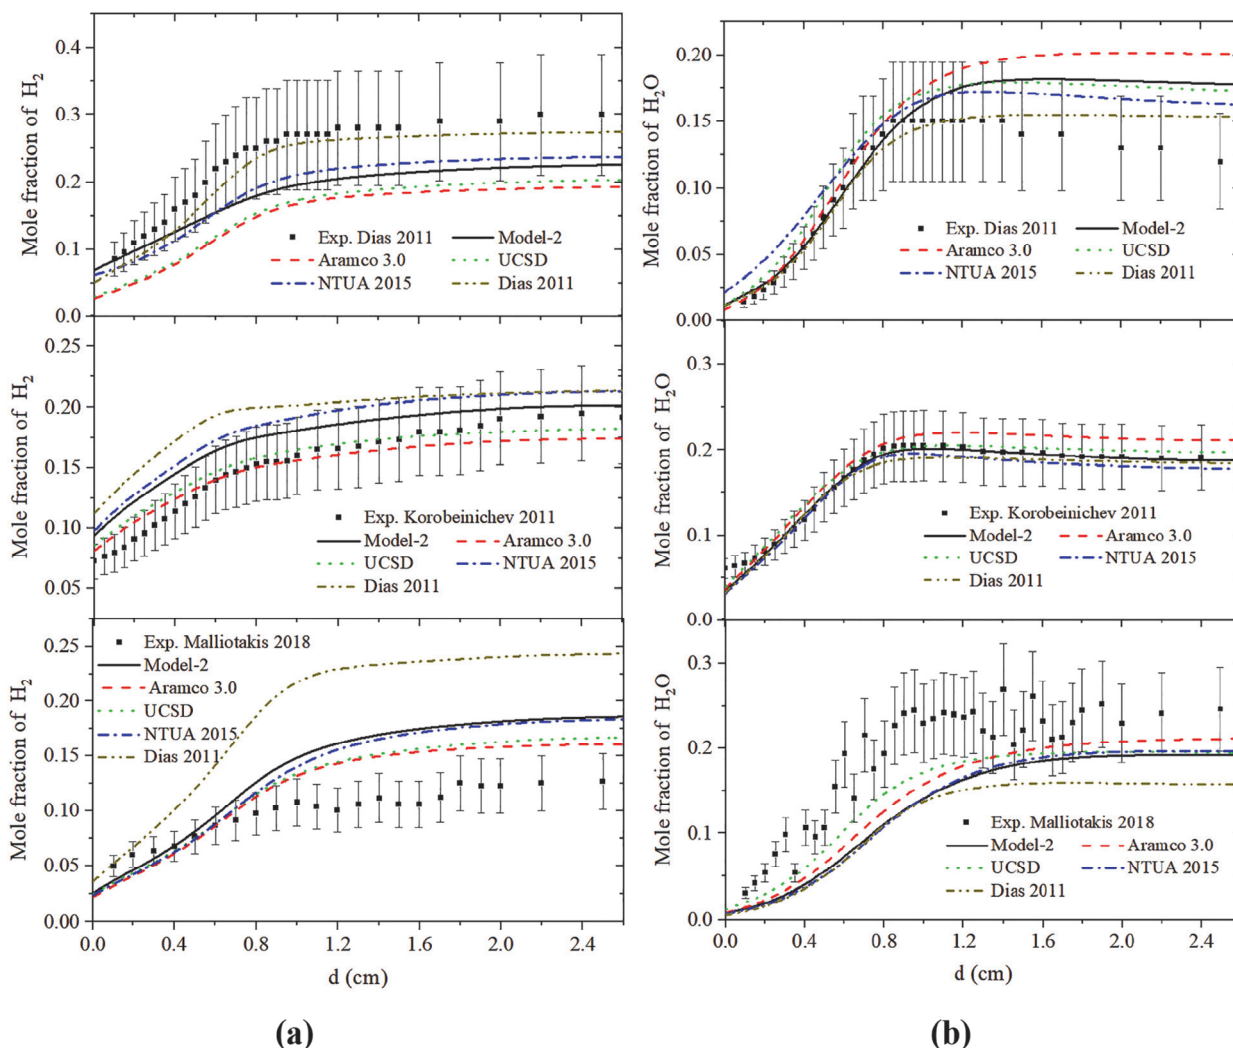 Mole fraction of H2
0.4
0.3
0.2
0.1
0.0
Exp. Dias 2011
Model-2
Aramco 3.0
UCSD
NTUA 2015
Dias 2011
Mole fraction of H2
0.25
0.20
0.15
0.10
0.05
Exp. Korobeinichev 2011
Model-2
Aramco 3.0
UCSD
NTUA 2015
Dias 2011
Mole fraction of H2
0.25
0.20
0.15
0.10
0.05
0.00
Exp. Malliotakis 2018
Model-2
Aramco 3.0
UCSD
NTUA 2015
Dias 2011
0.0 0.4 0.8 1.2 1.6 2.0 2.4
d (cm)
(a)
Mole fraction of H2O
0.20
0.15
0.10
0.05
0.00
Exp. Dias 2011
Model-2
Aramco 3.0
UCSD
NTUA 2015
Dias 2011
Mole fraction of H2O
0.3
0.2
0.1
0.0
Exp. Korobeinichev 2011
Model-2
Aramco 3.0
UCSD
NTUA 2015
Dias 2011
Mole fraction of H2O
0.3
0.2
0.1
0.0
Exp. Malliotakis 2018
Model-2
Aramco 3.0
UCSD
NTUA 2015
Dias 2011
0.0 0.4 0.8 1.2 1.6 2.0 2.4
d (cm)
(b)